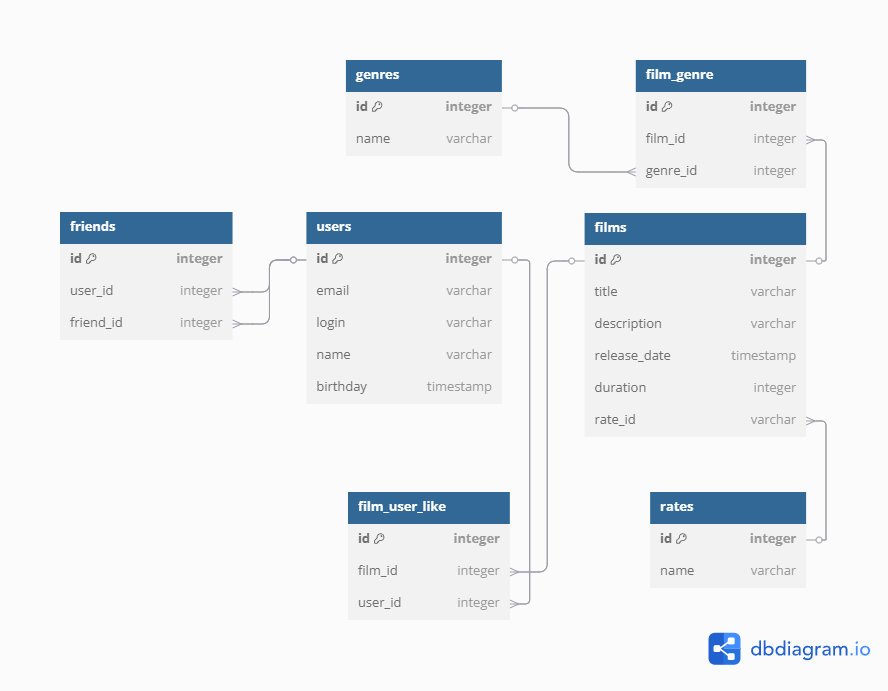 genres
id integer
name varchar
film_genre
id integer
film_id integer
genre_id integer
friends
id integer
user_id integer
friend_id integer
users
id integer
email varchar
login varchar
name varchar
birthday timestamp
films
id integer
title varchar
description varchar
release_date timestamp
duration integer
rate_id varchar
film_user_like
id integer
film_id integer
user_id integer
rates
id integer
name varchar
dbdiagram.io